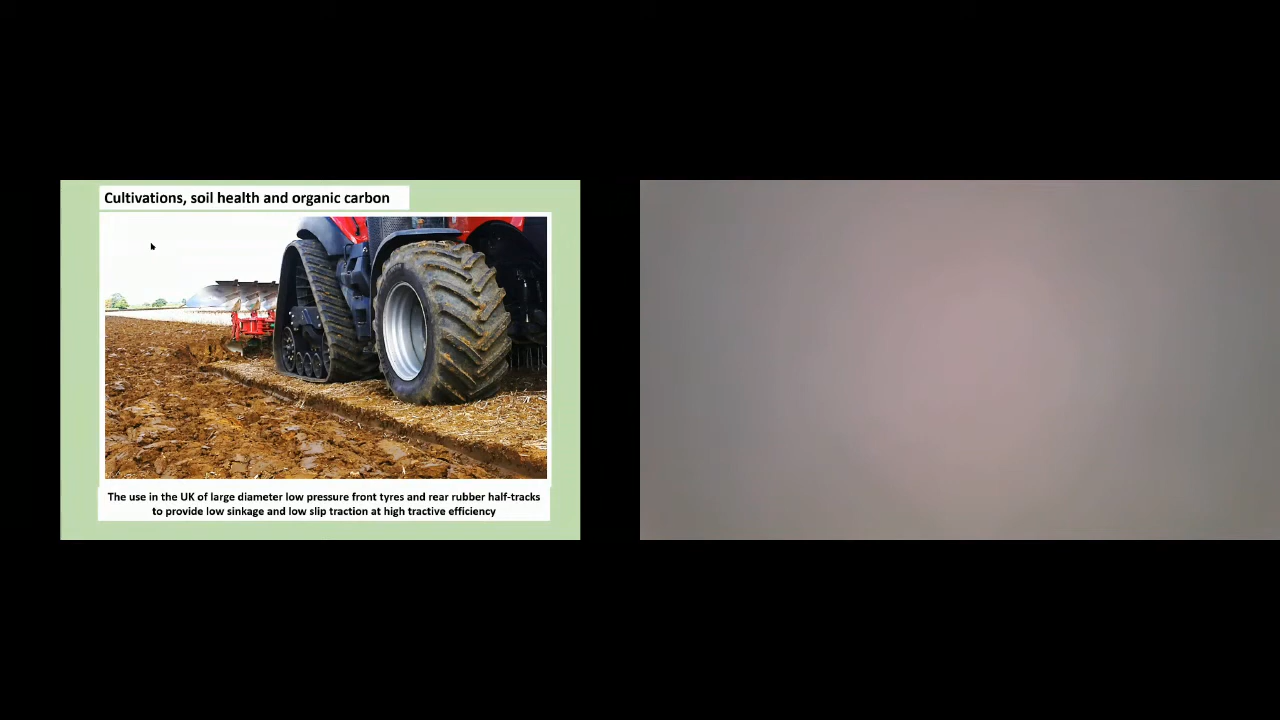 Cultivations, soil health and organic carbon
The use in the UK of large diameter low pressure front tyres and rear rubber half-tracks
to provide low sinkage and low slip traction at high tractive efficiency